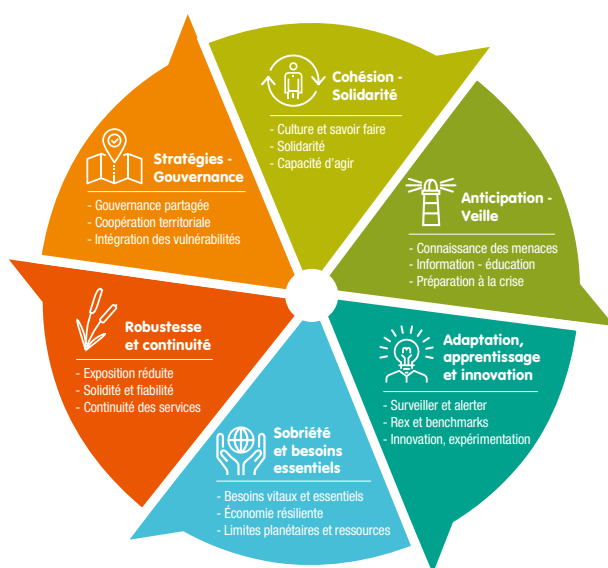 Cohésion -
Solidarité
- Culture et savoir faire
- Solidarité
- Capacité d'agir
Anticipation -
Veille
- Connaissance des menaces
- Information - éducation
- Préparation à la crise
Adaptation,
apprentissage
et innovation
- Surveiller et alerter
- Rex et benchmarks
- Innovation, expérimentation
Sobriété
et besoins
essentiels
- Besoins vitaux et essentiels
- Économie résiliente
- Limites planétaires et ressources
Robustesse
et continuité
- Exposition réduite
- Solidité et fiabilité
- Continuité des services
Stratégies -
Gouvernance
- Gouvernance partagée
- Coopération territoriale
- Intégration des vulnérabilités